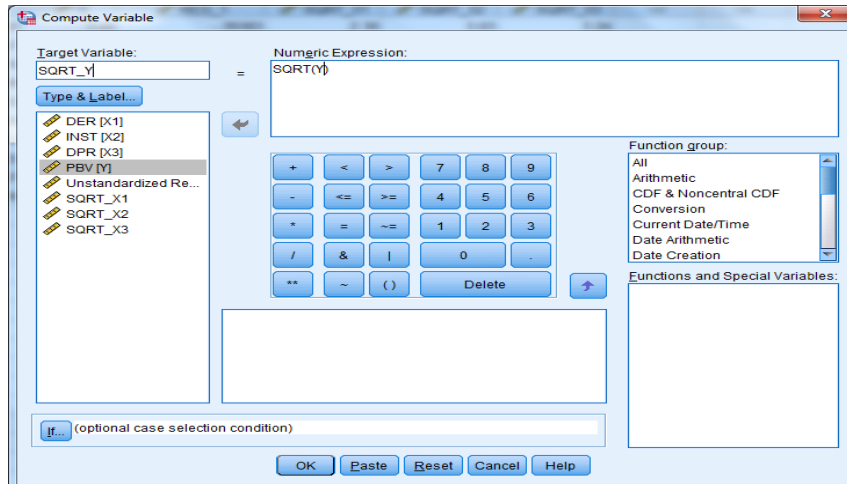 Compute Variable
Target Variable:
SQRT_Y
=
Numeric Expression:
SQRT(Y)
Type & Label...
DER [X1]
INST [X2]
DPR [X3]
PBV [Y]
Unstandardized Re...
SQRT_X1
SQRT_X2
SQRT_X3
+ < > 7 8 9
- <= >= 4 5 6
* = ~= 1 2 3
/ & | 0 .
** ~ ( ) Delete
Function group:
All
Arithmetic
CDF & Noncentral CDF
Conversion
Current Date/Time
Date Arithmetic
Date Creation
Functions and Special Variables:
If... (optional case selection condition)
OK Paste Reset Cancel Help